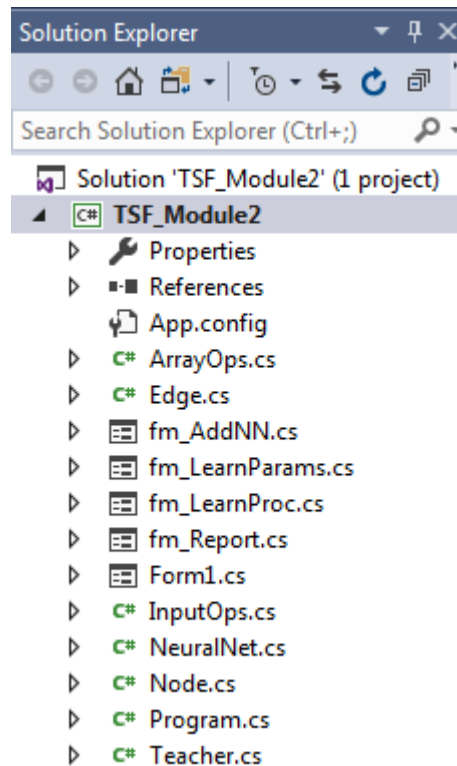 Solution Explorer
Search Solution Explorer (Ctrl+;)
Solution 'TSF_Module2' (1 project)
C# TSF_Module2
Properties
References
App.config
C# ArrayOps.cs
C# Edge.cs
fm_AddNN.cs
fm_LearnParams.cs
fm_LearnProc.cs
fm_Report.cs
Form1.cs
C# InputOps.cs
C# NeuralNet.cs
C# Node.cs
C# Program.cs
C# Teacher.cs